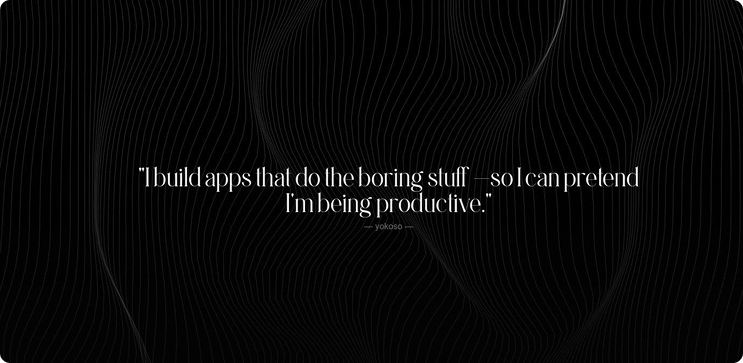 "I build apps that do the boring stuff —so I can pretend
I'm being productive."
— yokoso —